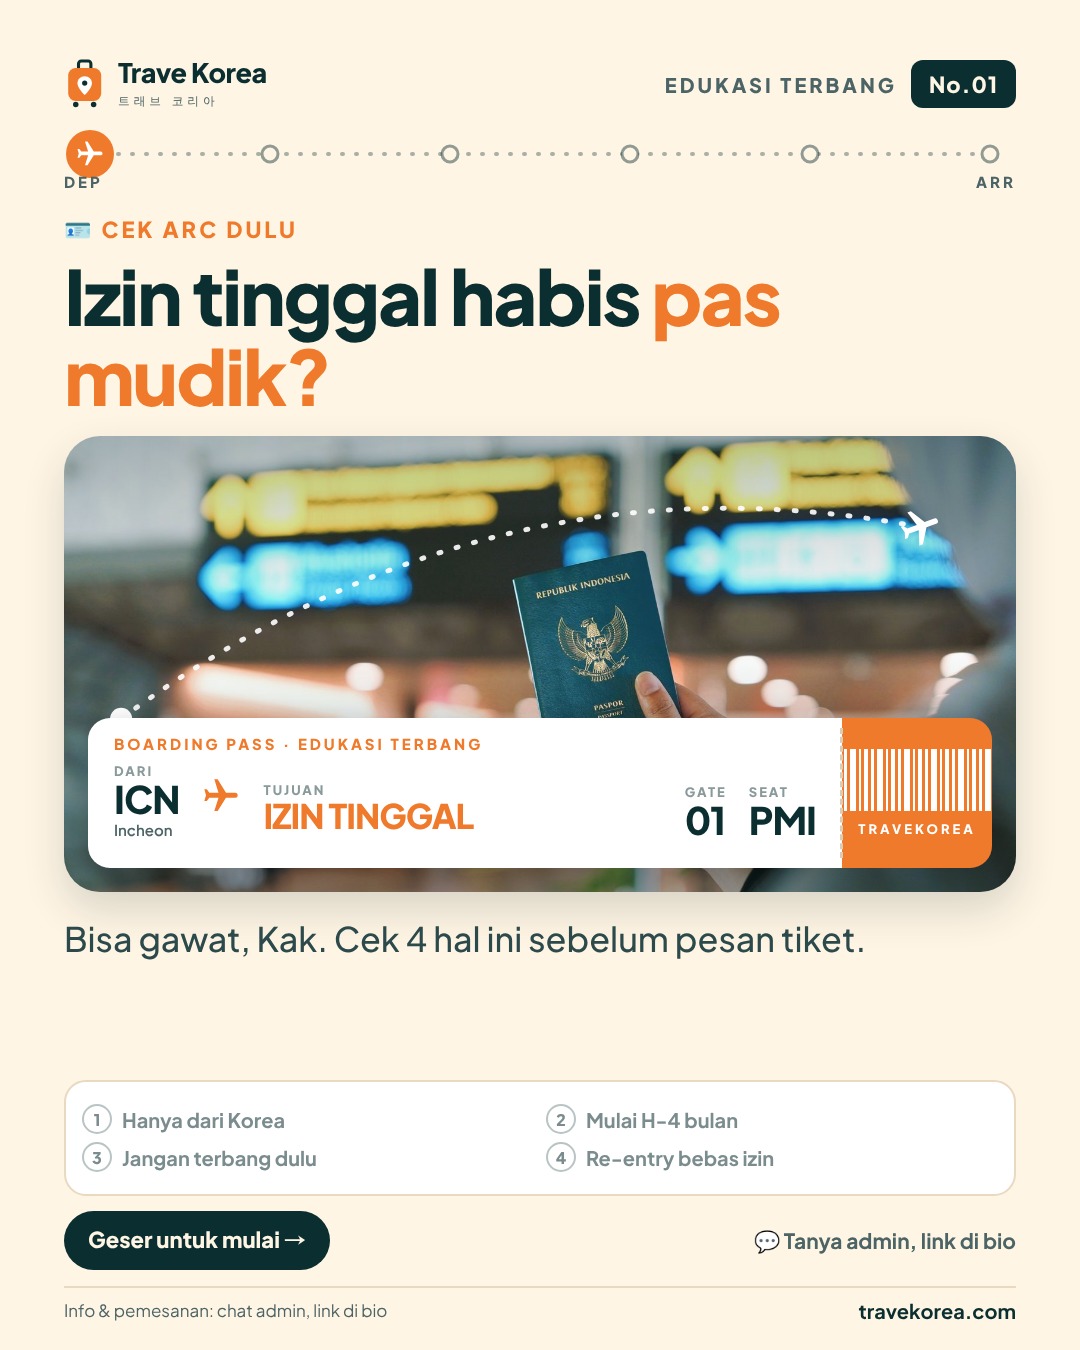 Trave Korea
트래브 코리아
EDUKASI TERBANG
No.01
DEP
ARR
🪪 CEK ARC DULU
Izin tinggal habis pas
mudik?
REPUBLIK INDONESIA
PASPOR
BOARDING PASS · EDUKASI TERBANG
DARI
ICN
Incheon
TUJUAN
IZIN TINGGAL
GATE
01
SEAT
PMI
TRAVEKOREA
Bisa gawat, Kak. Cek 4 hal ini sebelum pesan tiket.
1 Hanya dari Korea
2 Mulai H-4 bulan
3 Jangan terbang dulu
4 Re-entry bebas izin
Geser untuk mulai →
💬 Tanya admin, link di bio
Info & pemesanan: chat admin, link di bio
travekorea.com